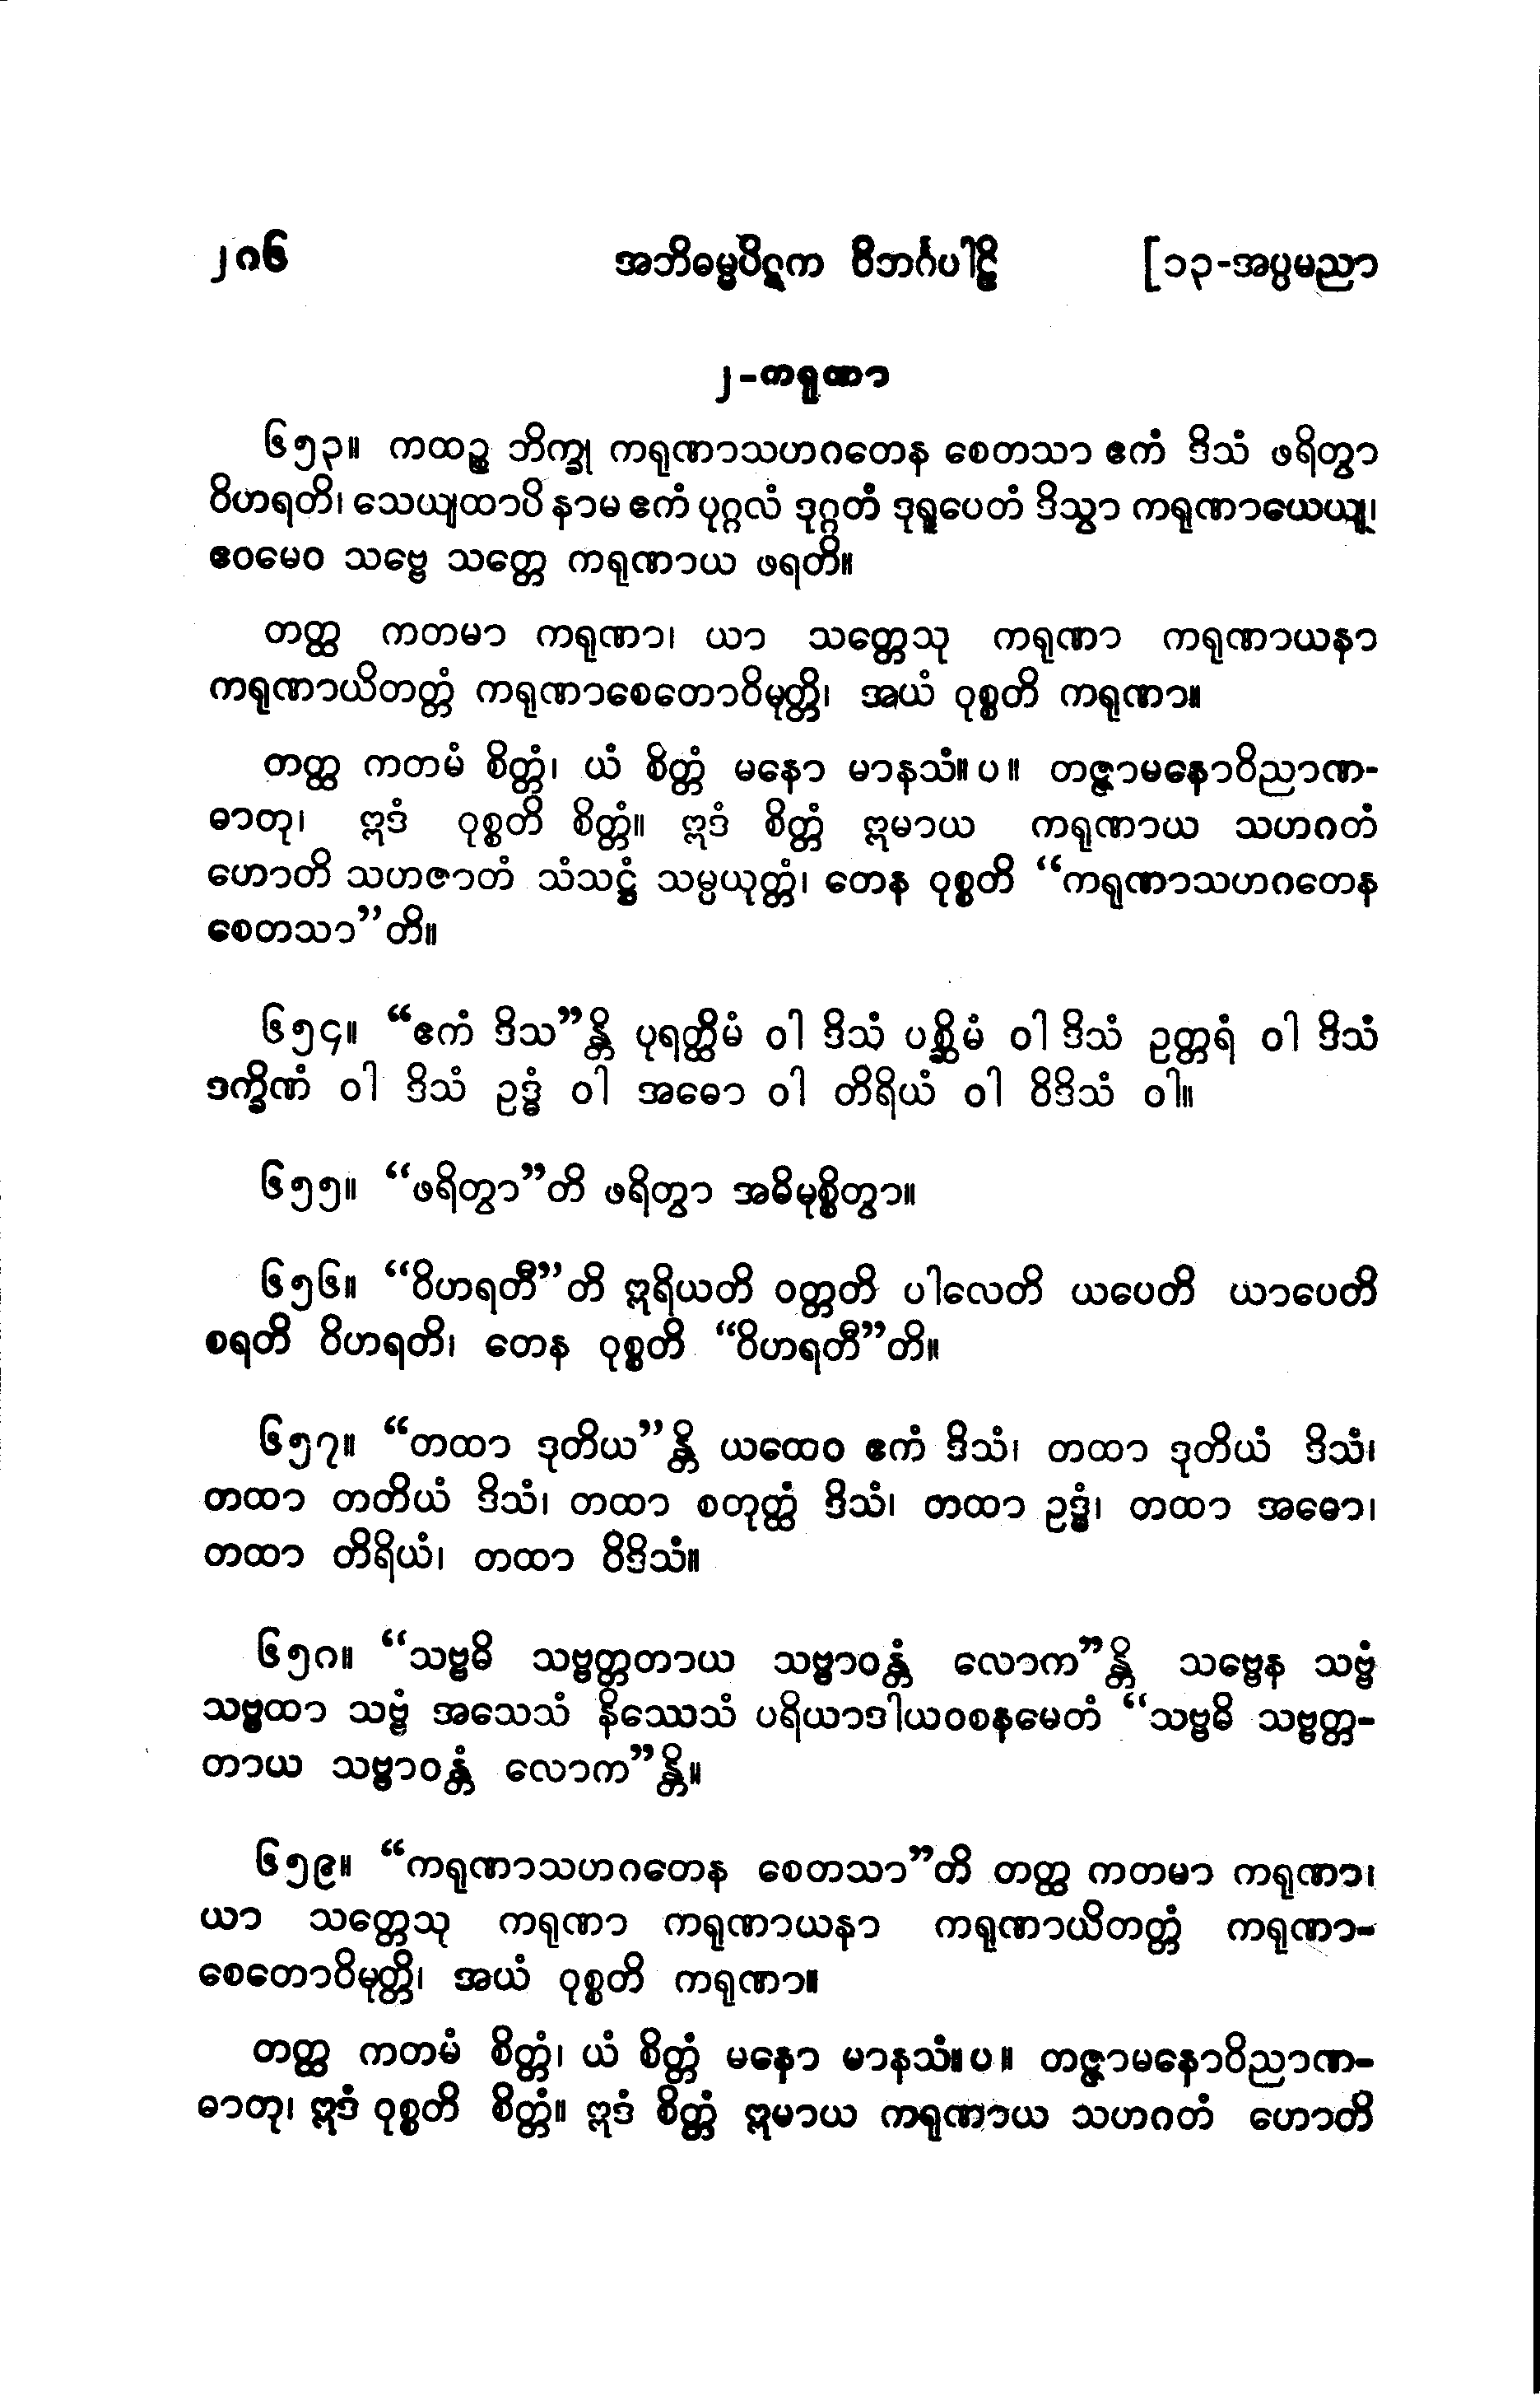 ၂၈၆ အဘိဓမ္မပိဋက ဝိဘင်္ဂပါဠိ [၁၃-အပ္ပမညာ
၂-ကရုဏာ
၆၅၃။ ကထဉ္စ ဘိက္ခု ကရုဏာသဟဂတေန စေတသာ ဧကံ ဒိသံ ဖရိတွာ
ဝိဟရတိ၊ သေယျထာပိ နာမ ဧကံ ပုဂ္ဂလံ ဒုဂ္ဂတံ ဒုရူပေတံ ဒိသွာ ကရုဏာယေယျ၊
ဧဝမေဝ သဗ္ဗေ သတ္တေ ကရုဏာယ ဖရတိ။
တတ္ထ ကတမာ ကရုဏာ၊ ယာ သတ္တေသု ကရုဏာ ကရုဏာယနာ
ကရုဏာယိတတ္တံ ကရုဏာစေတောဝိမုတ္တိ၊ အယံ ဝုစ္စတိ ကရုဏာ။
တတ္ထ ကတမံ စိတ္တံ၊ ယံ စိတ္တံ မနော မာနသံ။ပ။ တဇ္ဇာမနောဝိညာဏ-
ဓာတု၊ ဣဒံ ဝုစ္စတိ စိတ္တံ။ ဣဒံ စိတ္တံ ဣမာယ ကရုဏာယ သဟဂတံ
ဟောတိ သဟဇာတံ သံသဋ္ဌံ သမ္ပယုတ္တံ၊ တေန ဝုစ္စတိ “ကရုဏာသဟဂတေန
စေတသာ”တိ။
၆၅၄။ “ဧကံ ဒိသ”န္တိ ပုရတ္ထိမံ ဝါ ဒိသံ ပစ္ဆိမံ ဝါ ဒိသံ ဥတ္တရံ ဝါ ဒိသံ
ဒက္ခိဏံ ဝါ ဒိသံ ဥဒ္ဓံ ဝါ အဓော ဝါ တိရိယံ ဝါ ဝိဒိသံ ဝါ။
၆၅၅။ “ဖရိတွာ”တိ ဖရိတွာ အဓိမုစ္စိတွာ။
၆၅၆။ “ဝိဟရတီ”တိ ဣရိယတိ ဝတ္တတိ ပါလေတိ ယပေတိ ယာပေတိ
စရတိ ဝိဟရတိ၊ တေန ဝုစ္စတိ “ဝိဟရတီ”တိ။
၆၅၇။ “တထာ ဒုတိယ”န္တိ ယထေဝ ဧကံ ဒိသံ၊ တထာ ဒုတိယံ ဒိသံ၊
တထာ တတိယံ ဒိသံ၊ တထာ စတုတ္ထံ ဒိသံ၊ တထာ ဥဒ္ဓံ၊ တထာ အဓော၊
တထာ တိရိယံ၊ တထာ ဝိဒိသံ။
၆၅၈။ “သဗ္ဗဓိ သဗ္ဗတ္တတာယ သဗ္ဗာဝန္တံ လောက”န္တိ သဗ္ဗေန သဗ္ဗံ
သဗ္ဗထာ သဗ္ဗံ အသေသံ နိဿေသံ ပရိယာဒါယဝစနမေတံ “သဗ္ဗဓိ သဗ္ဗတ္တ-
တာယ သဗ္ဗာဝန္တံ လောက”န္တိ။
၆၅၉။ “ကရုဏာသဟဂတေန စေတသာ”တိ တတ္ထ ကတမာ ကရုဏာ၊
ယာ သတ္တေသု ကရုဏာ ကရုဏာယနာ ကရုဏာယိတတ္တံ ကရုဏာ-
စေတောဝိမုတ္တိ၊ အယံ ဝုစ္စတိ ကရုဏာ။
တတ္ထ ကတမံ စိတ္တံ၊ ယံ စိတ္တံ မနော မာနသံ။ပ။ တဇ္ဇာမနောဝိညာဏ-
ဓာတု၊ ဣဒံ ဝုစ္စတိ စိတ္တံ။ ဣဒံ စိတ္တံ ဣမာယ ကရုဏာယ သဟဂတံ ဟောတိ